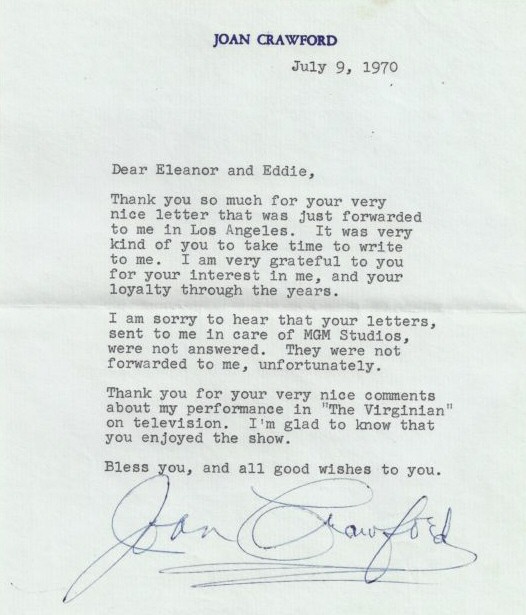 JOAN CRAWFORD
July 9, 1970
Dear Eleanor and Eddie,
Thank you so much for your very
nice letter that was just forwarded
to me in Los Angeles.  It was very
kind of you to take time to write
to me.  I am very grateful to you
for your interest in me, and your
loyalty through the years.
I am sorry to hear that your letters,
sent to me in care of MGM Studios,
were not answered.  They were not
forwarded to me, unfortunately.
Thank you for your very nice comments
about my performance in "The Virginian"
on television.  I'm glad to know that
you enjoyed the show.
Bless you, and all good wishes to you.
Joan Crawford